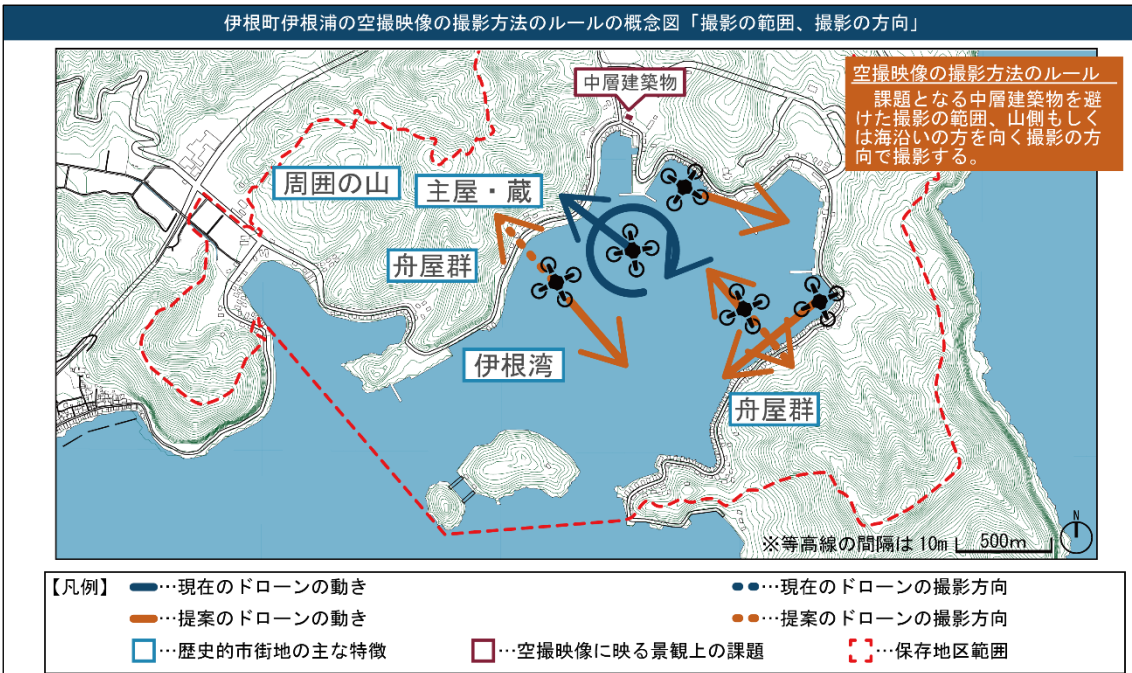 伊根町伊根浦の空撮映像の撮影方法のルールの概念図「撮影の範囲、撮影の方向」
中層建築物
空撮映像の撮影方法のルール
課題となる中層建築物を避
けた撮影の範囲、山側もしく
は海沿いの方を向く撮影の方
向で撮影する。
周囲の山
主屋・蔵
舟屋群
伊根湾
舟屋群
※等高線の間隔は10m
500m
N
【凡例】
…現在のドローンの動き
…現在のドローンの撮影方向
…提案のドローンの動き
…提案のドローンの撮影方向
…歴史的市街地の主な特徴
…空撮映像に映る景観上の課題
…保存地区範囲